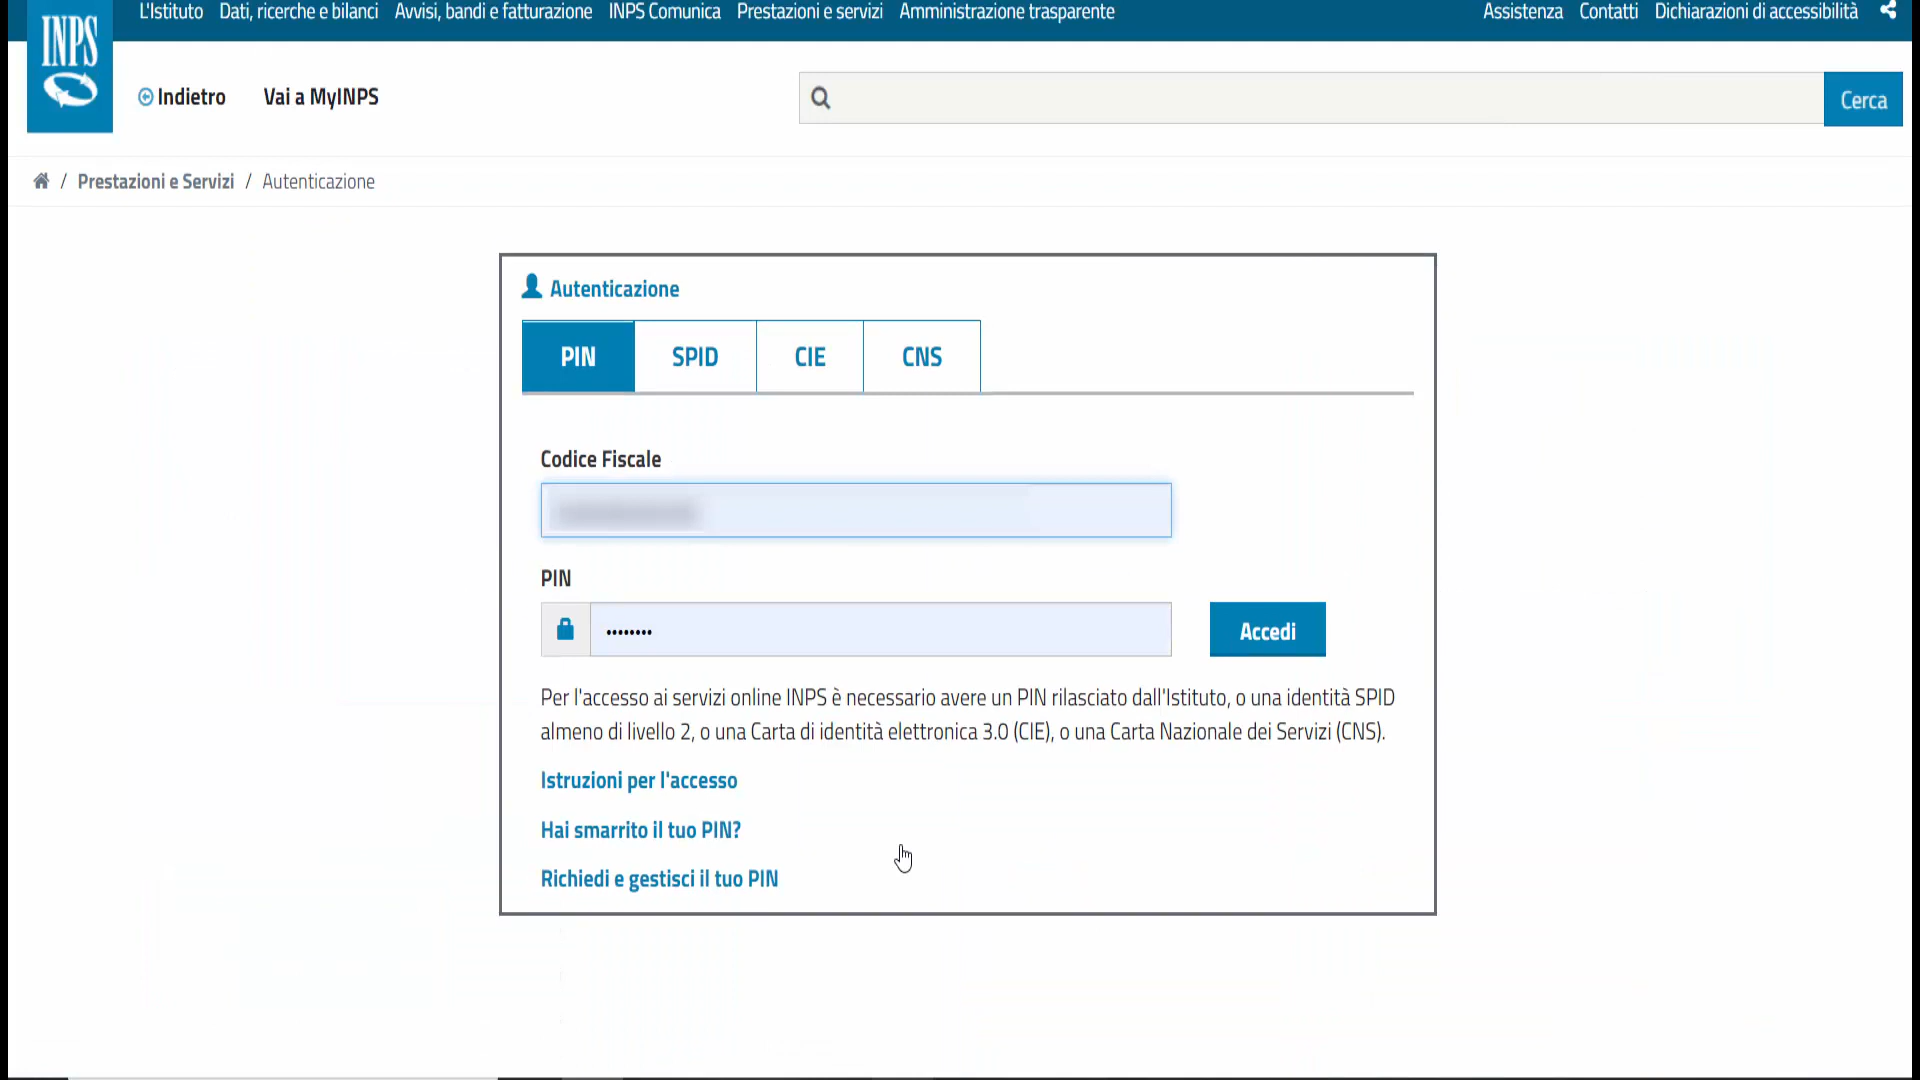 L'Istituto Dati, ricerche e bilanci Avvisi, bandi e fatturazione INPS Comunica Prestazioni e servizi Amministrazione trasparente Assistenza Contatti Dichiarazioni di accessibilità
INPS
Indietro Vai a MyINPS Cerca
/ Prestazioni e Servizi / Autenticazione
Autenticazione
PIN SPID CIE CNS
Codice Fiscale
PIN
•••••••• Accedi
Per l'accesso ai servizi online INPS è necessario avere un PIN rilasciato dall'Istituto, o una identità SPID
almeno di livello 2, o una Carta di identità elettronica 3.0 (CIE), o una Carta Nazionale dei Servizi (CNS).
Istruzioni per l'accesso
Hai smarrito il tuo PIN?
Richiedi e gestisci il tuo PIN